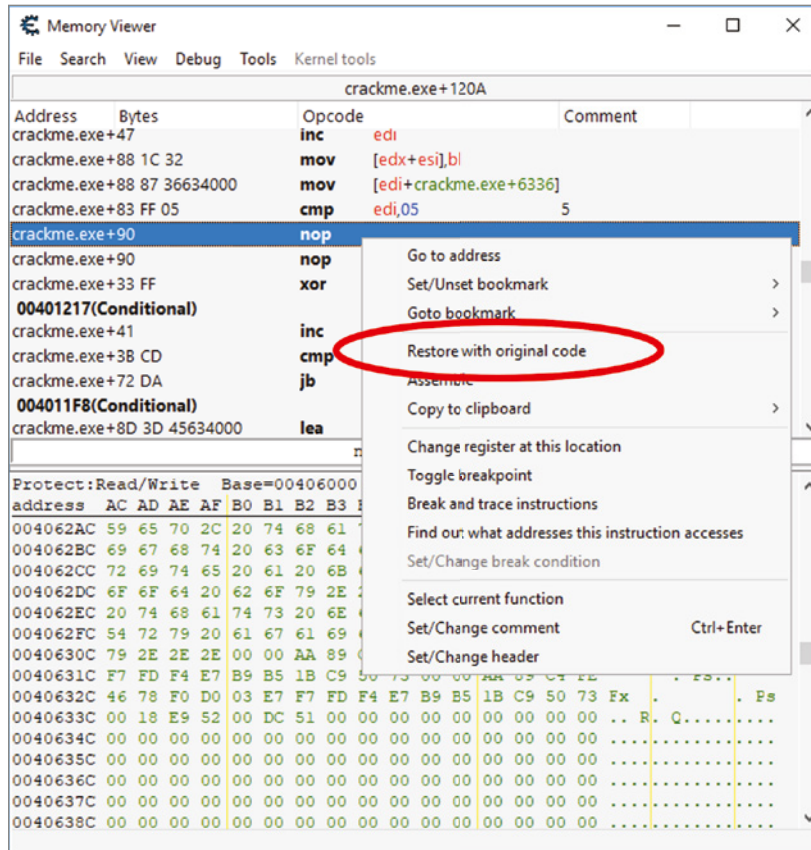 Memory Viewer
File Search View Debug Tools Kernel tools
crackme.exe+120A
Address Bytes Opcode Comment
crackme.exe+47 inc edi
crackme.exe+88 1C 32 mov [edx+esi],bl
crackme.exe+88 87 36634000 mov [edi+crackme.exe+6336]
crackme.exe+83 FF 05 cmp edi,05 5
crackme.exe+90 nop
crackme.exe+90 nop
crackme.exe+33 FF xor
00401217(Conditional)
crackme.exe+41 inc
crackme.exe+3B CD cmp
crackme.exe+72 DA jb
004011F8(Conditional)
crackme.exe+8D 3D 45634000 lea
Go to address
Set/Unset bookmark
Goto bookmark
Restore with original code
Assemble
Copy to clipboard
Change register at this location
Toggle breakpoint
Break and trace instructions
Find out what addresses this instruction accesses
Set/Change break condition
Select current function
Set/Change comment Ctrl+Enter
Set/Change header
Protect:Read/Write Base=00406000
address AC AD AE AF B0 B1 B2 B3
004062AC 59 65 70 2C 20 74 68 61
004062BC 69 67 68 74 20 63 6F 64
004062CC 72 69 74 65 20 61 20 6B
004062DC 6F 6F 64 20 62 6F 79 2E
004062EC 20 74 68 61 74 73 20 6E
004062FC 54 72 79 20 61 67 61 69
0040630C 79 2E 2E 2E 00 00 AA 89
0040631C F7 FD F4 E7 B9 B5 1B C9 50 73 00 00 AA 89 C4 FE . PS..
0040632C 46 78 F0 D0 03 E7 F7 FD F4 E7 B9 B5 1B C9 50 73 Fx . . Ps
0040633C 00 18 E9 52 00 DC 51 00 00 00 00 00 00 00 00 00 .. R. Q.........
0040634C 00 00 00 00 00 00 00 00 00 00 00 00 00 00 00 00 ................
0040635C 00 00 00 00 00 00 00 00 00 00 00 00 00 00 00 00 ................
0040636C 00 00 00 00 00 00 00 00 00 00 00 00 00 00 00 00 ................
0040637C 00 00 00 00 00 00 00 00 00 00 00 00 00 00 00 00 ................
0040638C 00 00 00 00 00 00 00 00 00 00 00 00 00 00 00 00 ................